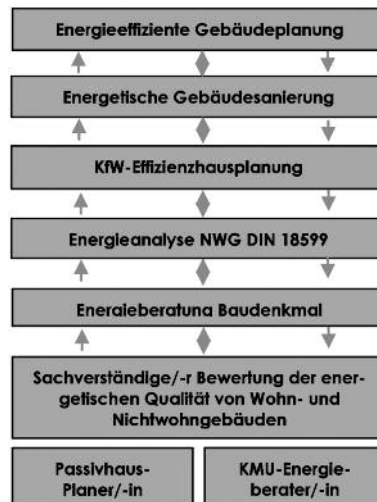 Energieeffiziente Gebäudeplanung
Energetische Gebäudesanierung
KfW-Effizienzhausplanung
Energieanalyse NWG DIN 18599
Eneraieberatuna Baudenkmal
Sachverständige/-r Bewertung der ener-
getischen Qualität von Wohn- und
Nichtwohngebäuden
Passivhaus-
Planer/-in
KMU-Energie-
berater/-in